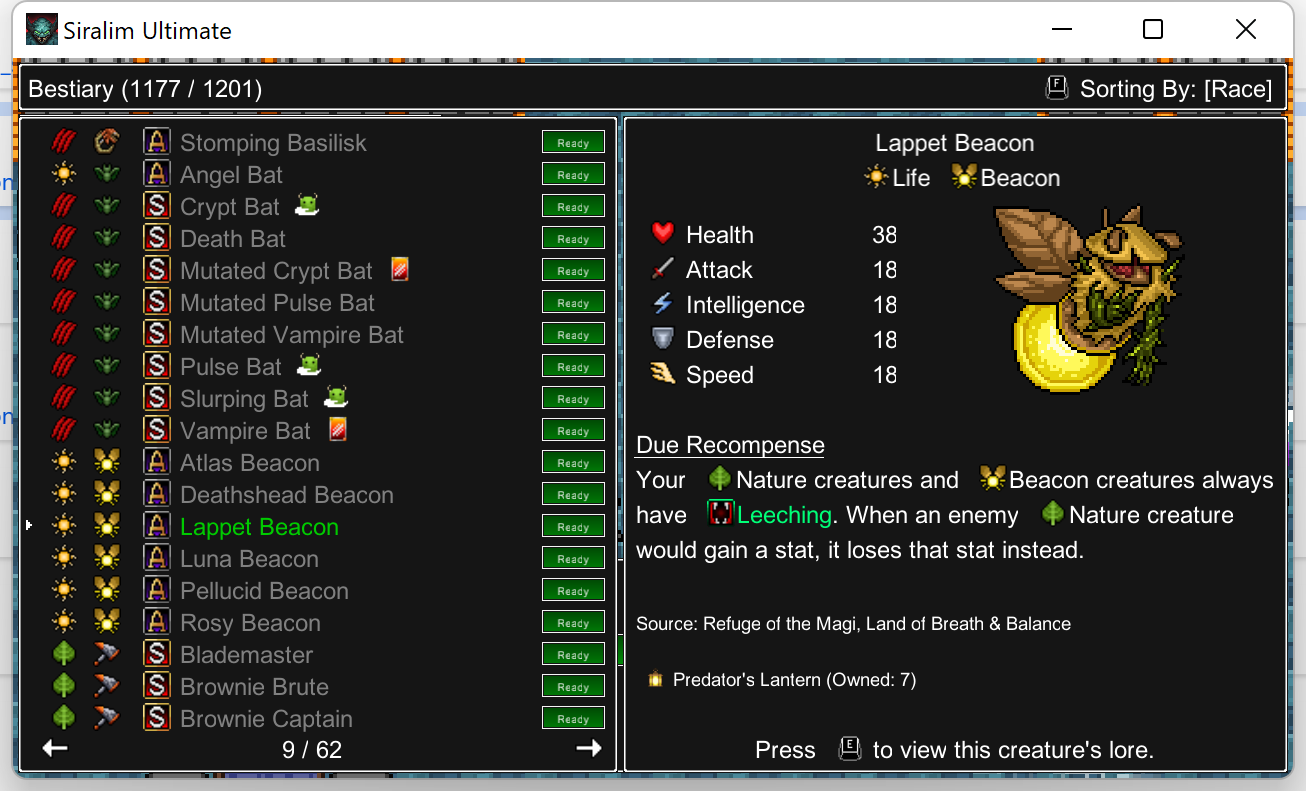 Siralim Ultimate
Bestiary (1177 / 1201)
F Sorting By: [Race]
A Stomping Basilisk Ready
A Angel Bat Ready
S Crypt Bat Ready
S Death Bat Ready
S Mutated Crypt Bat Ready
S Mutated Pulse Bat Ready
S Mutated Vampire Bat Ready
S Pulse Bat Ready
S Slurping Bat Ready
S Vampire Bat Ready
A Atlas Beacon Ready
A Deathshead Beacon Ready
A Lappet Beacon Ready
A Luna Beacon Ready
A Pellucid Beacon Ready
A Rosy Beacon Ready
S Blademaster Ready
S Brownie Brute Ready
S Brownie Captain Ready
9 / 62
Lappet Beacon
Life Beacon
Health 38
Attack 18
Intelligence 18
Defense 18
Speed 18
Due Recompense
Your Nature creatures and Beacon creatures always
have Leeching. When an enemy Nature creature
would gain a stat, it loses that stat instead.
Source: Refuge of the Magi, Land of Breath & Balance
Predator's Lantern (Owned: 7)
Press E to view this creature's lore.